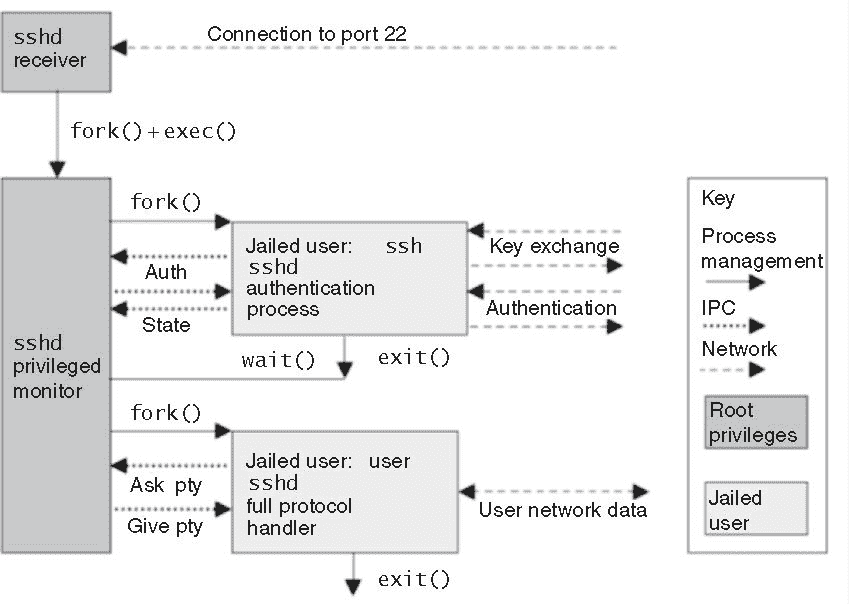 sshd
receiver
Connection to port 22
fork()+exec()
fork()
Jailed user: ssh
sshd
authentication
process
Auth
State
Key exchange
Authentication
sshd
privileged
monitor
wait()
exit()
fork()
Jailed user: user
sshd
full protocol
handler
Ask pty
Give pty
User network data
exit()
Key
Process
management
IPC
Network
Root
privileges
Jailed
user